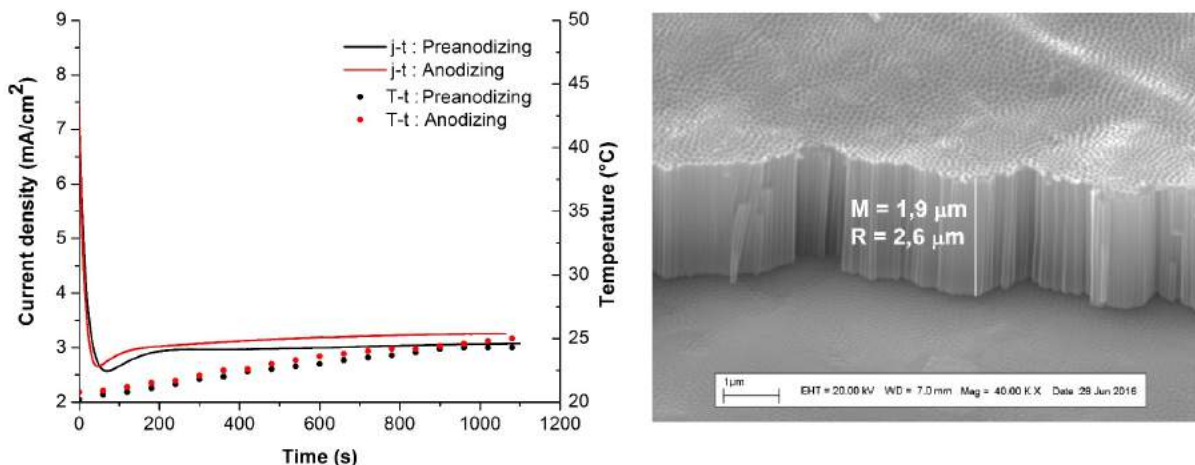 9
8
7
6
5
4
3
2
Current density (mA/cm²)
0
200
400
600
800
1000
1200
Time (s)
50
45
40
35
30
25
20
Temperature (°C)
j-t : Preanodizing
j-t : Anodizing
T-t : Preanodizing
T-t : Anodizing
M = 1,9 µm
R = 2,6 µm
1µm
EHT = 20.00 kV WD = 7.0 mm Mag = 40.00 K X Date :28 Jun 2016